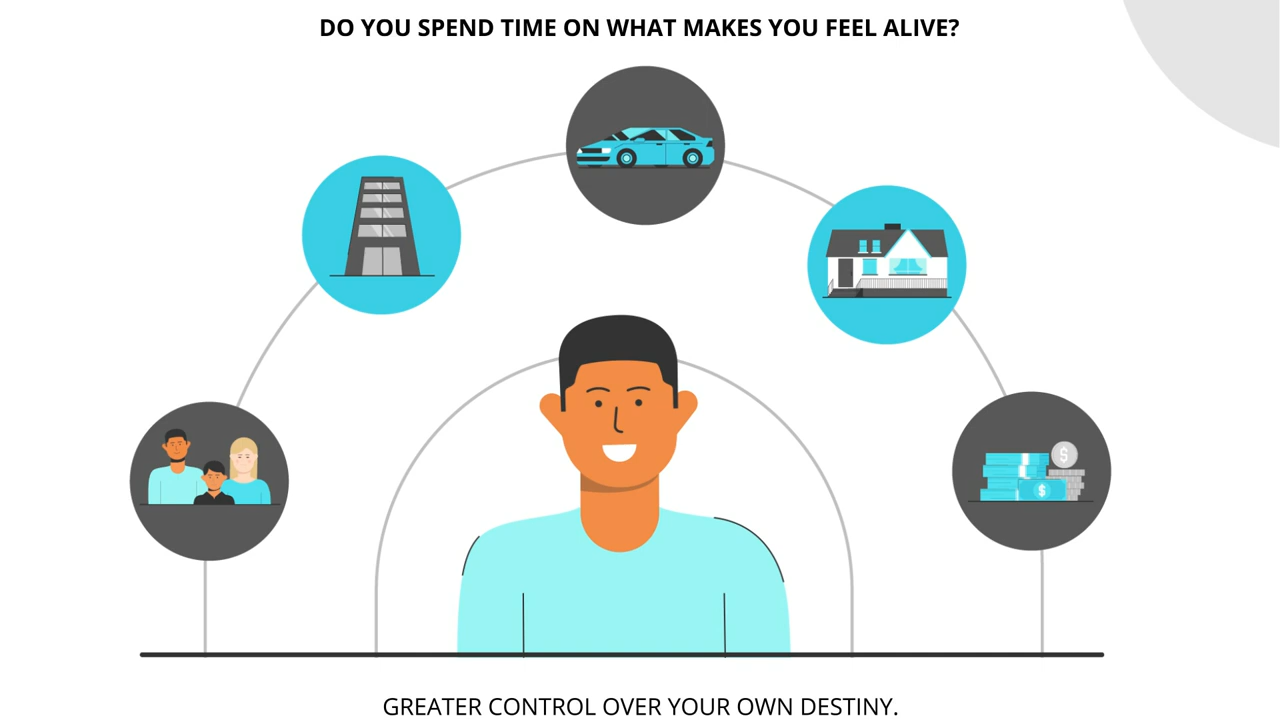 DO YOU SPEND TIME ON WHAT MAKES YOU FEEL ALIVE?
$
$
GREATER CONTROL OVER YOUR OWN DESTINY.